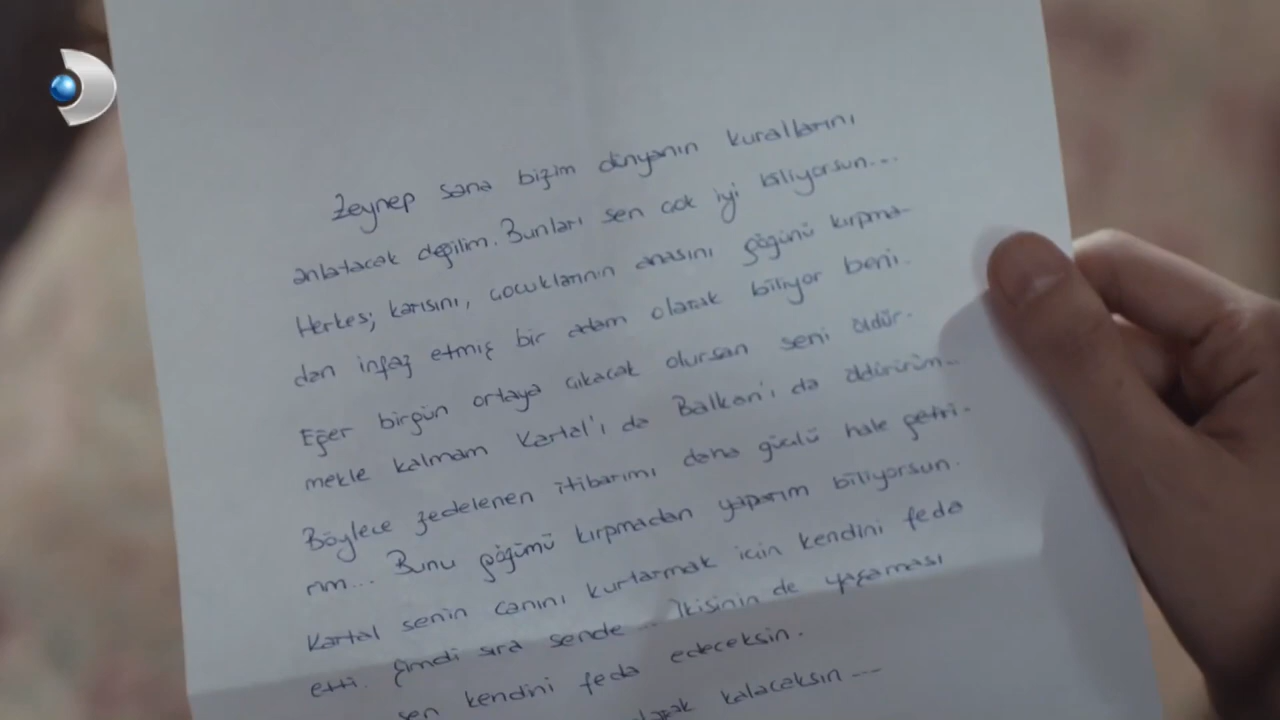 Zeynep sana bizim dünyanın kurallarını
anlatacak değilim. Bunları sen çok iyi biliyorsun...
Herkes; karısını, çocuklarının anasını gözünü kırpma-
dan infaz etmiş bir adam olarak biliyor beni.
Eğer birgün ortaya çıkacak olursan seni öldür-
mekle kalmam Kartal'ı da Balkan'ı da öldürürüm...
Böylece zedelenen itibarımı daha güçlü hale getiri-
rim... Bunu gözümü kırpmadan yaparım biliyorsun.
Kartal senin canını kurtarmak için kendini feda
etti. Şimdi sıra sende... İkisinin de yaşaması
sen kendini feda edeceksin.
kalacaksın ...